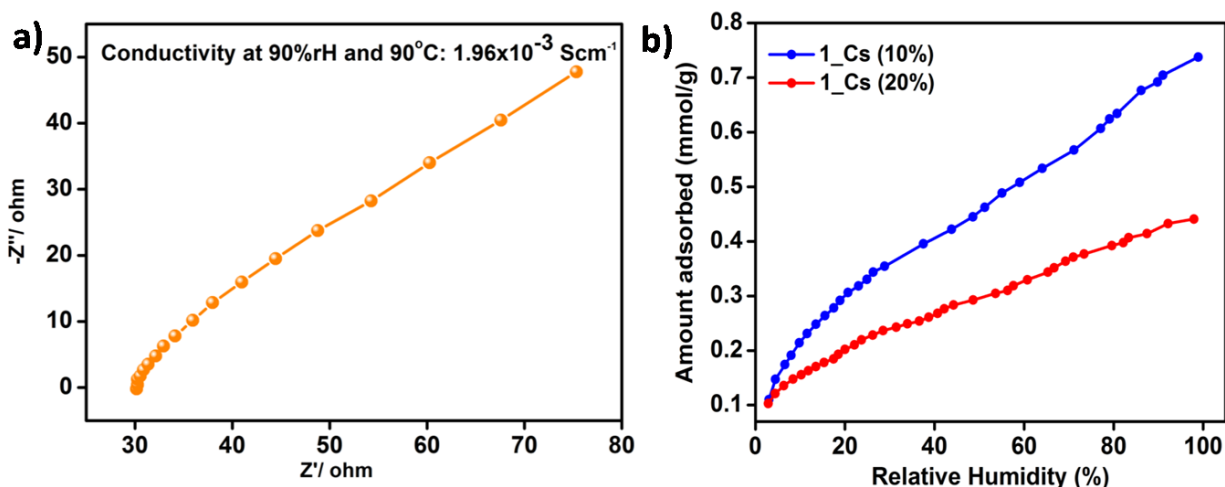 a)
Conductivity at 90%rH and 90°C: 1.96x10⁻³ Scm⁻¹
50
40
30
20
10
0
-Z''/ ohm
30 40 50 60 70 80
Z'/ ohm
b)
1_Cs (10%)
1_Cs (20%)
0.8
0.7
0.6
0.5
0.4
0.3
0.2
0.1
Amount adsorbed (mmol/g)
0 20 40 60 80 100
Relative Humidity (%)